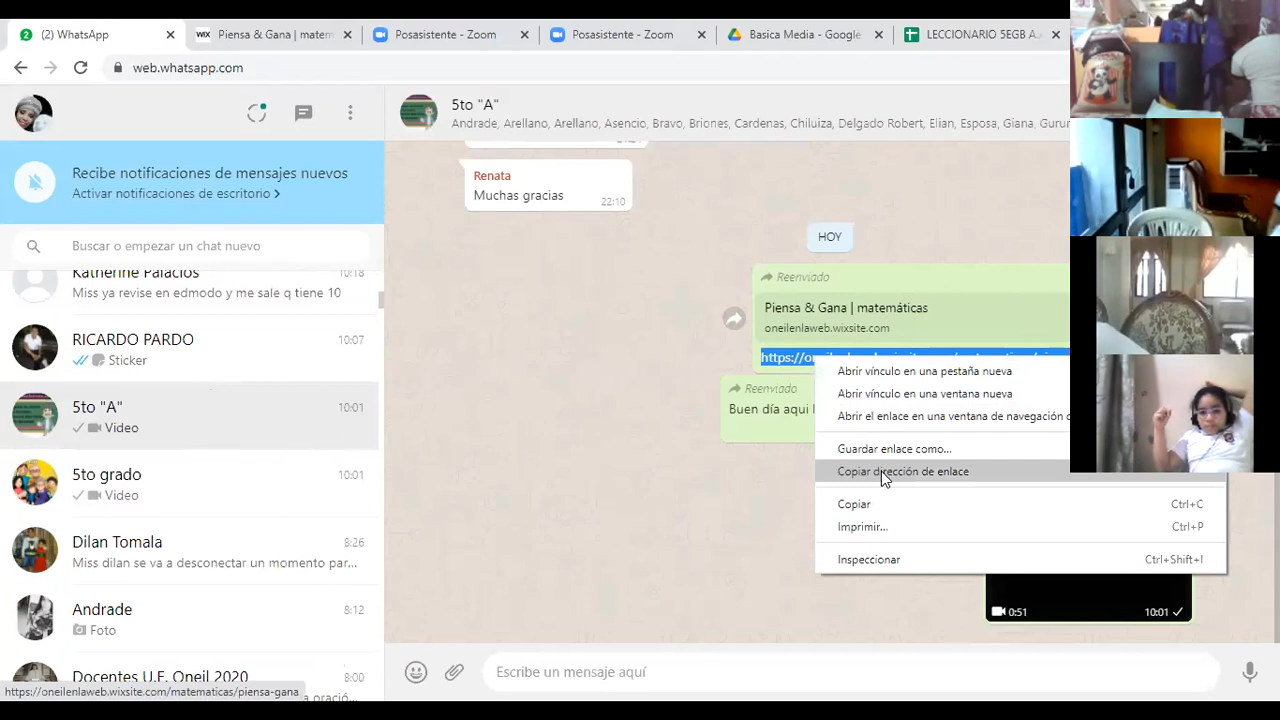 (2) WhatsApp
WIX
Piensa & Gana | matem
Posasistente - Zoom
Posasistente - Zoom
Basica Media - Google
LECCIONARIO 5EGB A.
web.whatsapp.com
5to "A"
Andrade, Arellano, Arellano, Asencio, Bravo, Briones, Cardenas, Chiluiza, Delgado Robert, Elian, Esposa, Giana, Gurun
Recibe notificaciones de mensajes nuevos
Activar notificaciones de escritorio >
Buscar o empezar un chat nuevo
Katherine Palacios
10:18
Miss ya revise en edmodo y me sale q tiene 10
RICARDO PARDO
10:07
Sticker
5to "A"
10:01
Video
5to grado
10:01
Video
Dilan Tomala
8:26
Miss dilan se va a desconectar un momento par...
Andrade
8:12
Foto
Docentes U.E. Oneil 2020
8:00
https://oneilenlaweb.wixsite.com/matematicas/piensa-gana
Renata
Muchas gracias
22:10
HOY
Reenviado
Piensa & Gana | matemáticas
oneilenlaweb.wixsite.com
Reenviado
Buen día aqui
Abrir vínculo en una pestaña nueva
Abrir vínculo en una ventana nueva
Abrir el enlace en una ventana de navegación
Guardar enlace como...
Copiar dirección de enlace
Copiar
Ctrl+C
Imprimir...
Ctrl+P
Inspeccionar
Ctrl+Shift+I
0:51
10:01
Escribe un mensaje aquí